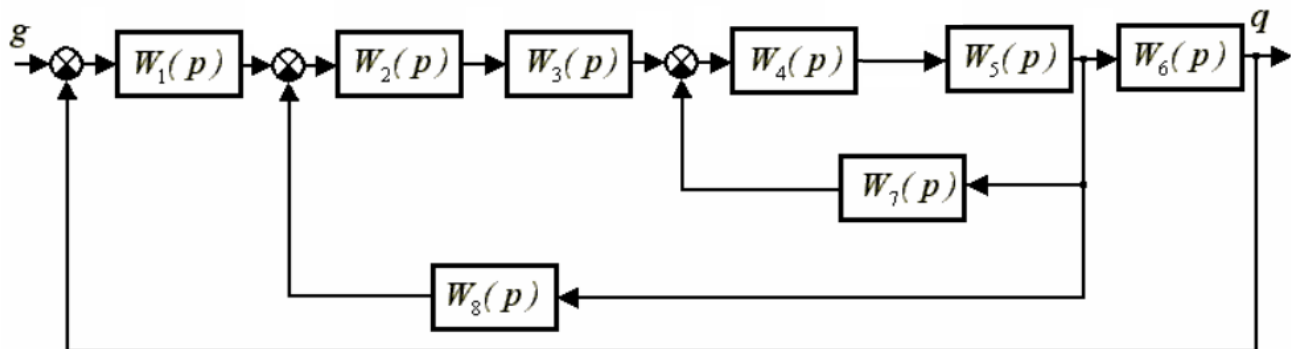 g
q
W₁(p)
W₂(p)
W₃(p)
W₄(p)
W₅(p)
W₆(p)
W₇(p)
W₈(p)